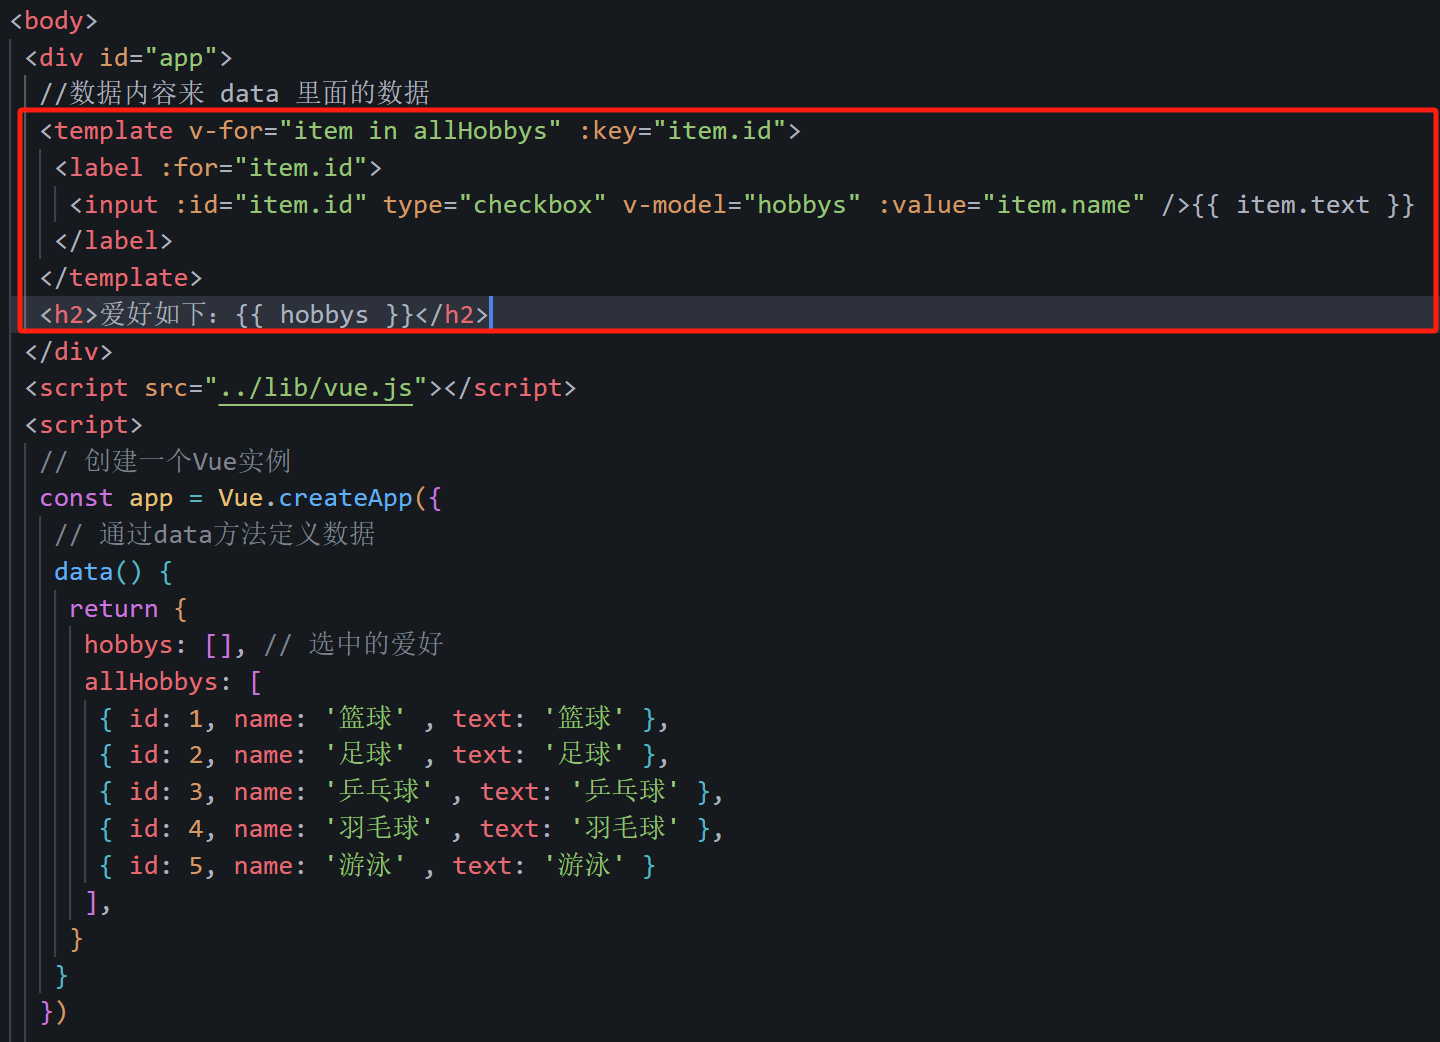 <body>
<div id="app">
//数据内容来 data 里面的数据
<template v-for="item in allHobbys" :key="item.id">
<label :for="item.id">
<input :id="item.id" type="checkbox" v-model="hobbys" :value="item.name" />{{ item.text }}
</label>
</template>
<h2>爱好如下：{{ hobbys }}</h2>
</div>
<script src="../lib/vue.js"></script>
<script>
// 创建一个Vue实例
const app = Vue.createApp({
// 通过data方法定义数据
data() {
return {
hobbys: [], // 选中的爱好
allHobbys: [
{ id: 1, name: '篮球' , text: '篮球' },
{ id: 2, name: '足球' , text: '足球' },
{ id: 3, name: '乒乓球' , text: '乒乓球' },
{ id: 4, name: '羽毛球' , text: '羽毛球' },
{ id: 5, name: '游泳' , text: '游泳' }
],
}
}
})